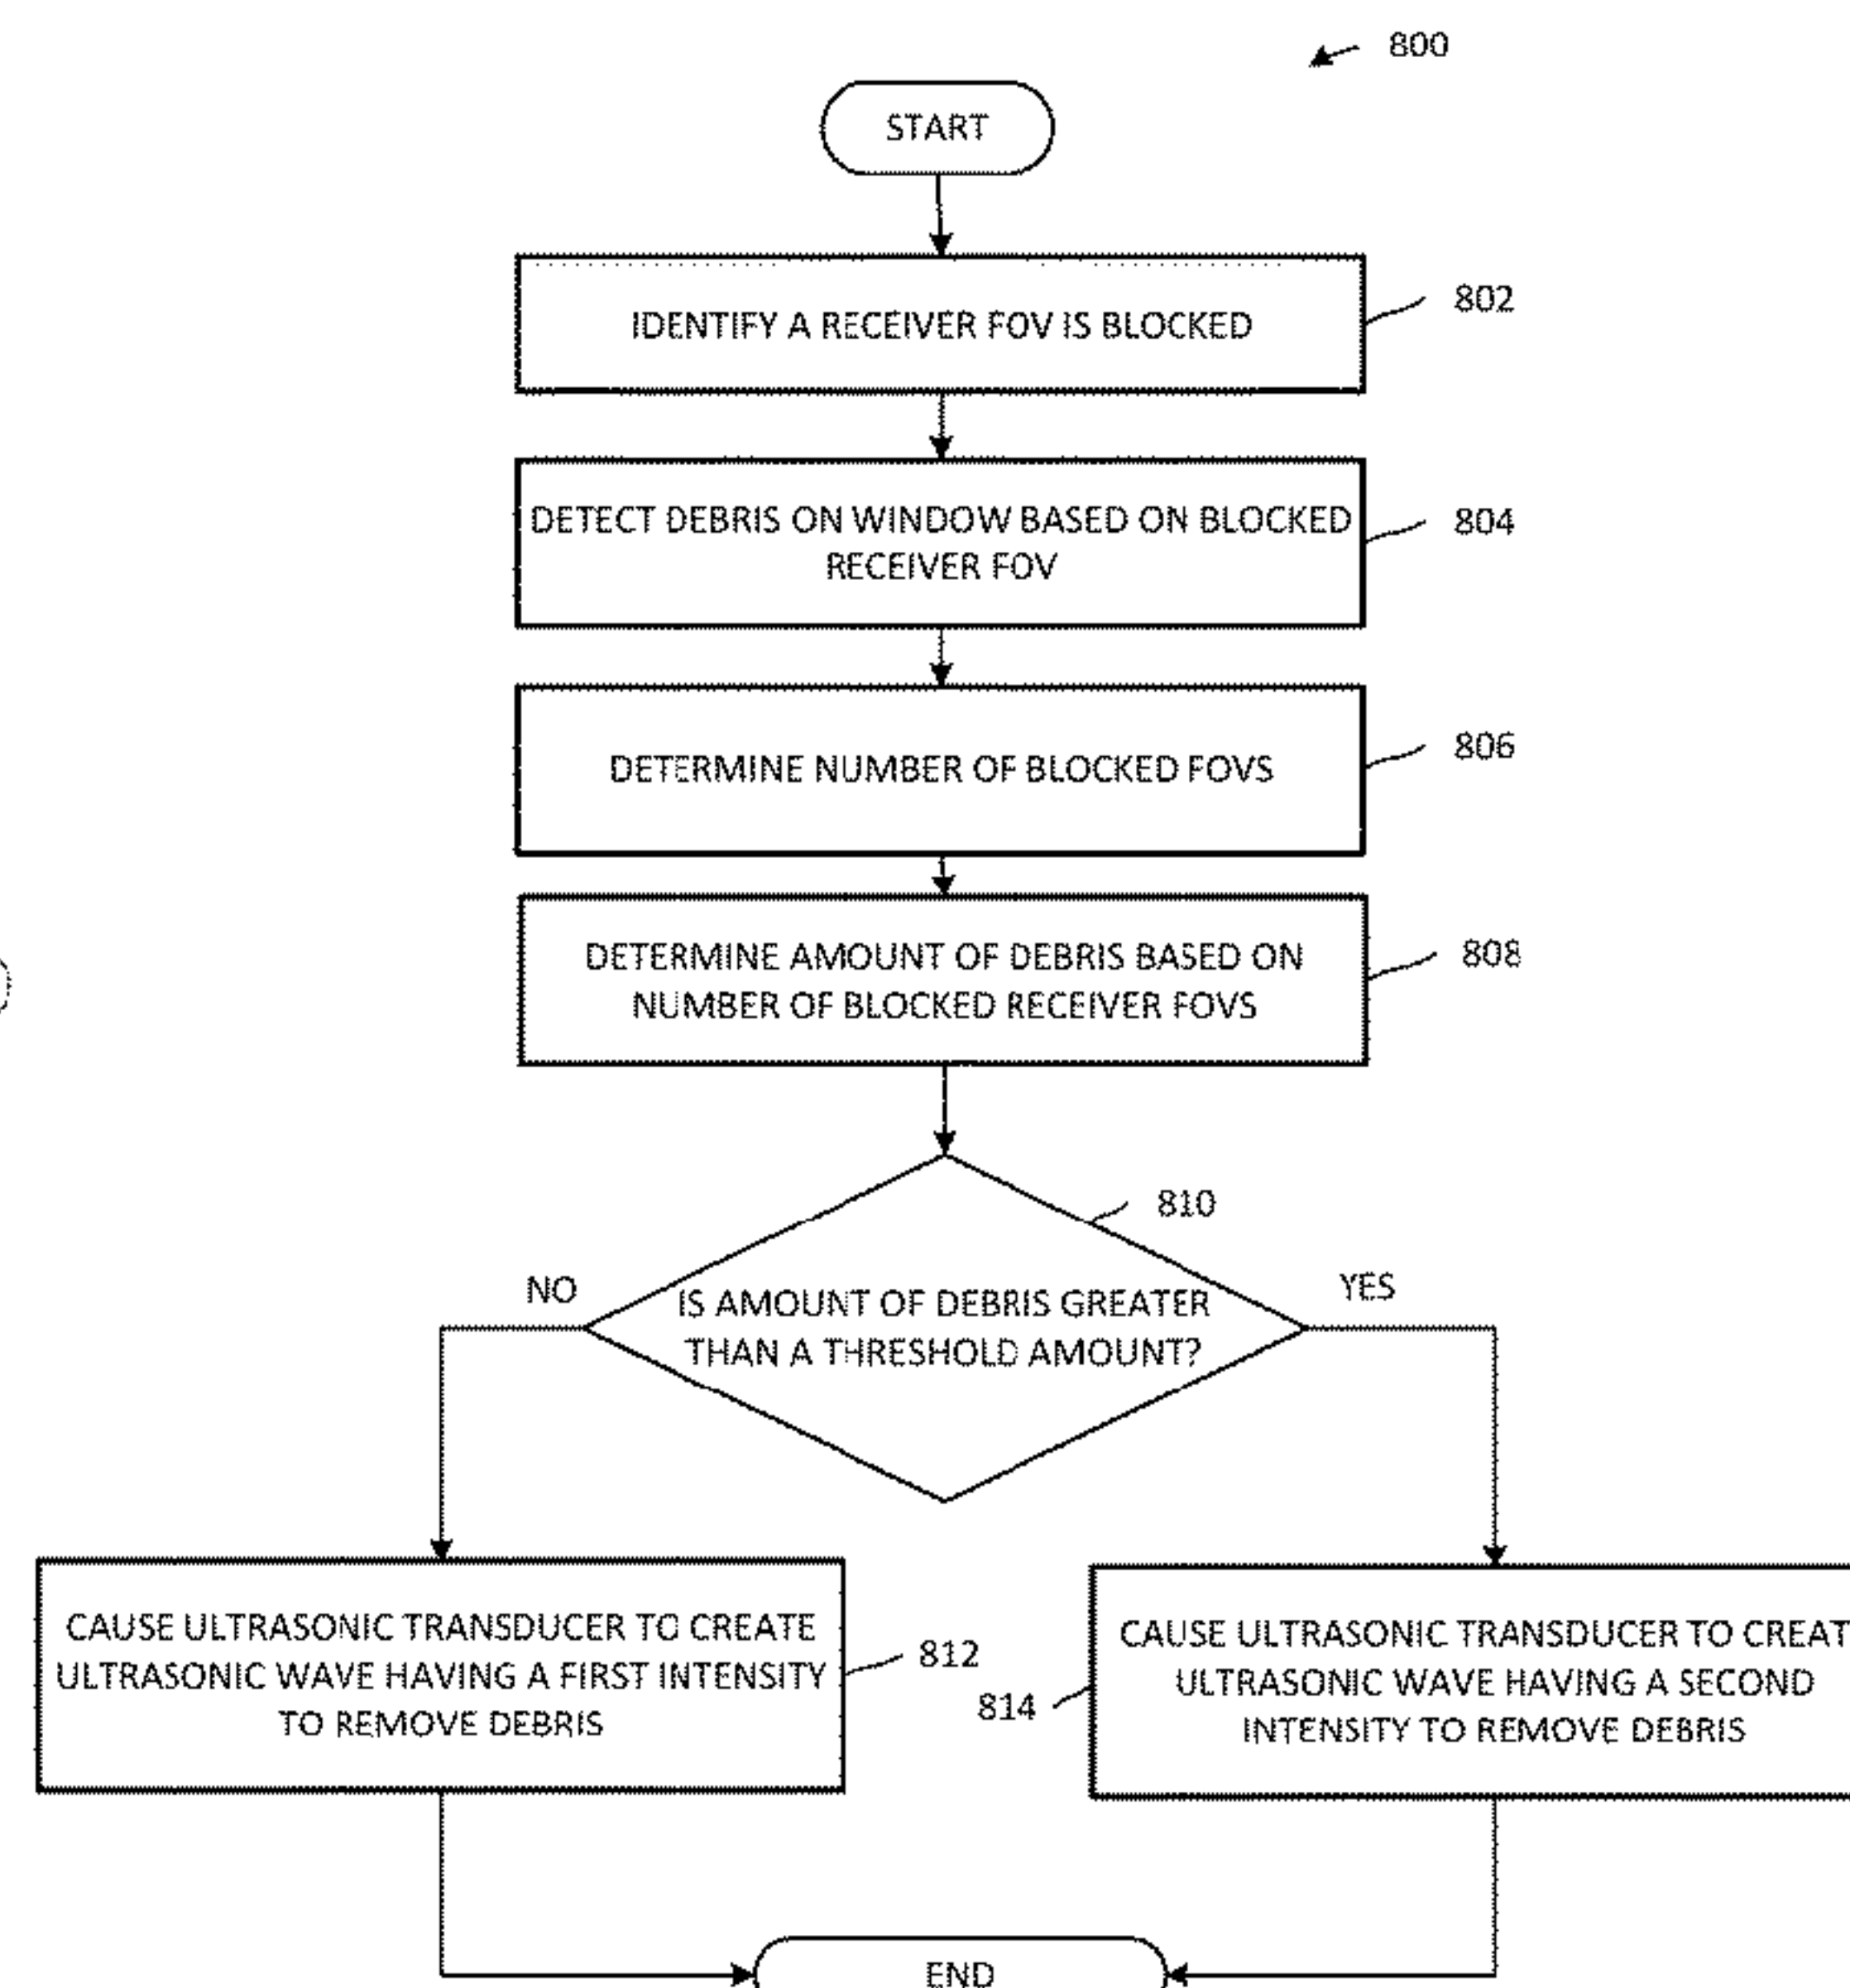 800
START
IDENTIFY A RECEIVER FOV IS BLOCKED
802
DETECT DEBRIS ON WINDOW BASED ON BLOCKED
RECEIVER FOV
804
DETERMINE NUMBER OF BLOCKED FOVS
806
DETERMINE AMOUNT OF DEBRIS BASED ON
NUMBER OF BLOCKED RECEIVER FOVS
808
810
NO
IS AMOUNT OF DEBRIS GREATER
THAN A THRESHOLD AMOUNT?
YES
CAUSE ULTRASONIC TRANSDUCER TO CREATE
ULTRASONIC WAVE HAVING A FIRST INTENSITY
TO REMOVE DEBRIS
812
814
CAUSE ULTRASONIC TRANSDUCER TO CREAT
ULTRASONIC WAVE HAVING A SECOND
INTENSITY TO REMOVE DEBRIS
END